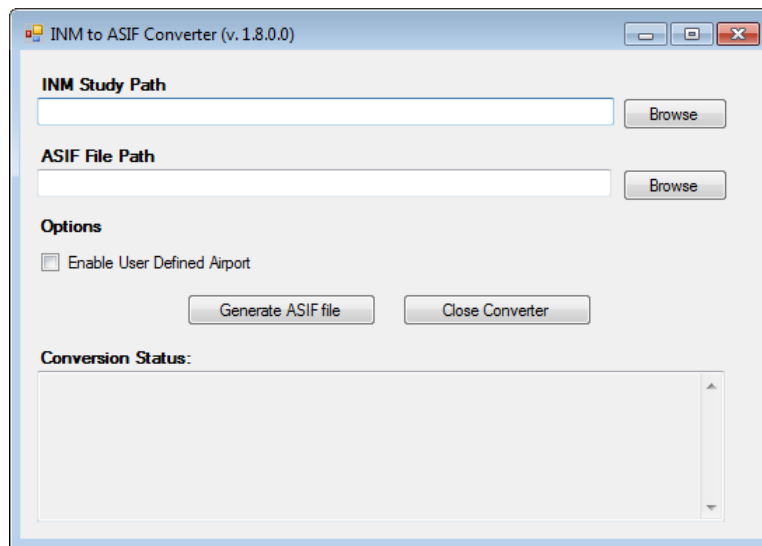 INM to ASIF Converter (v. 1.8.0.0)
INM Study Path
Browse
ASIF File Path
Browse
Options
Enable User Defined Airport
Generate ASIF file Close Converter
Conversion Status: